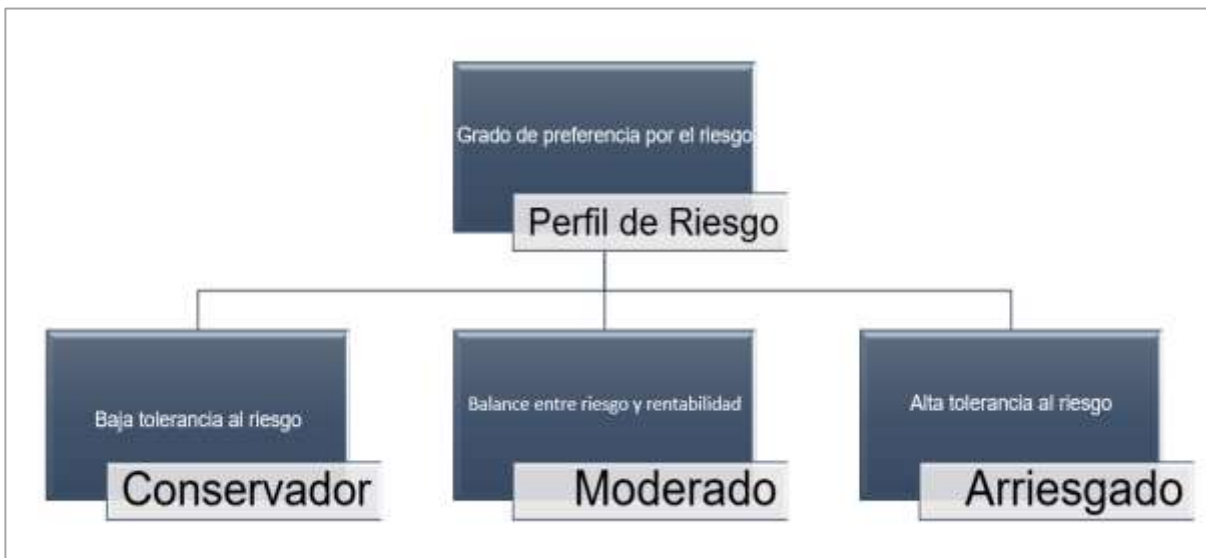 Grado de preferencia por el riesgo
Perfil de Riesgo
Baja tolerancia al riesgo
Conservador
Balance entre riesgo y rentabilidad
Moderado
Alta tolerancia al riesgo
Arriesgado